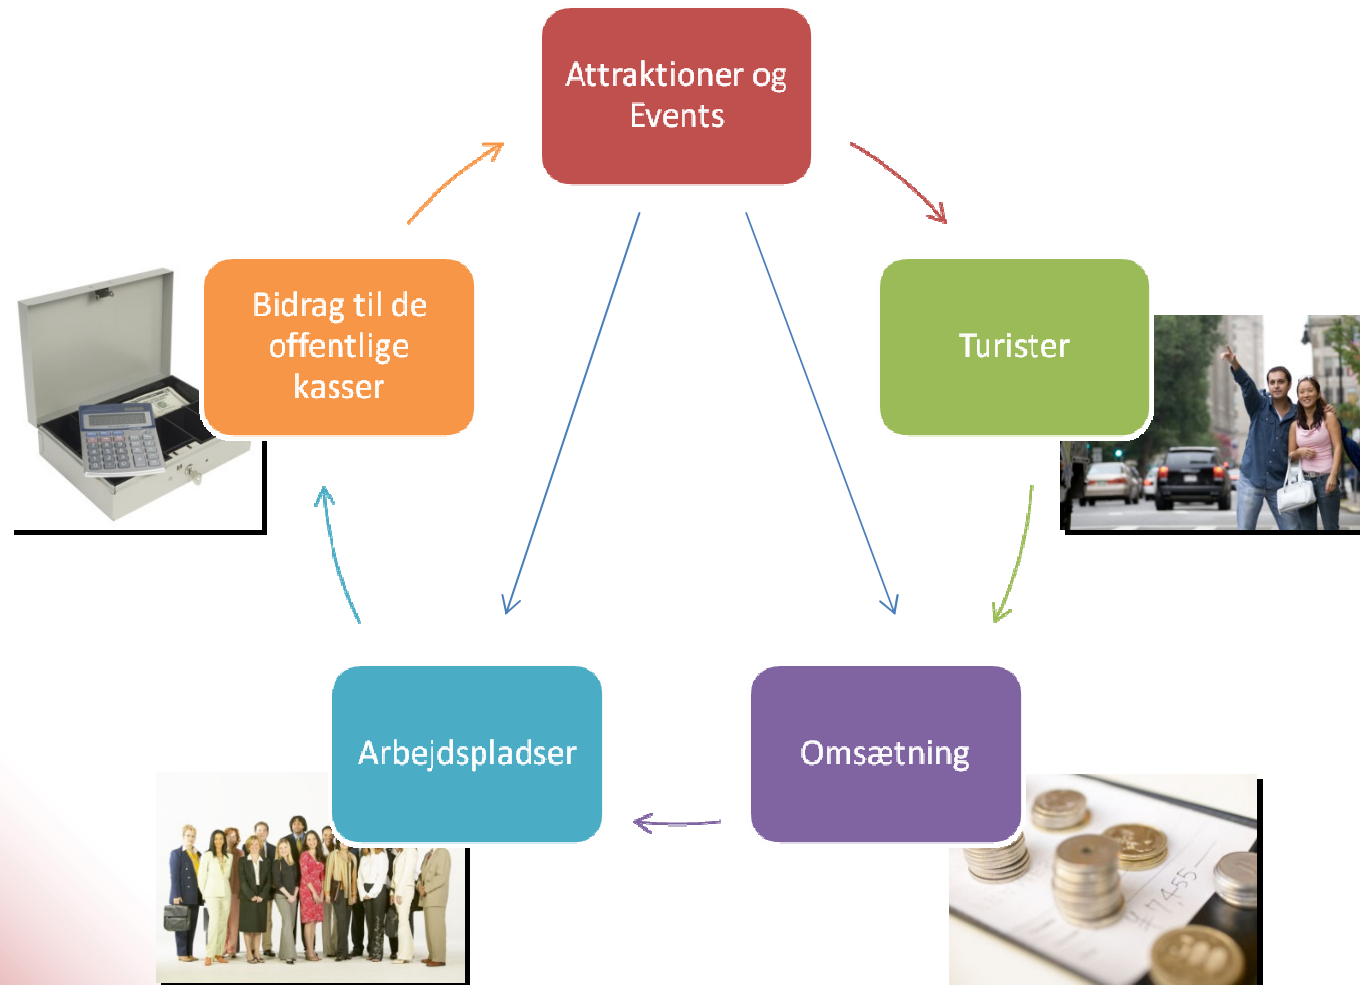 Attraktioner og
Events
Bidrag til de
offentlige
kasser
Turister
Arbejdspladser
Omsætning